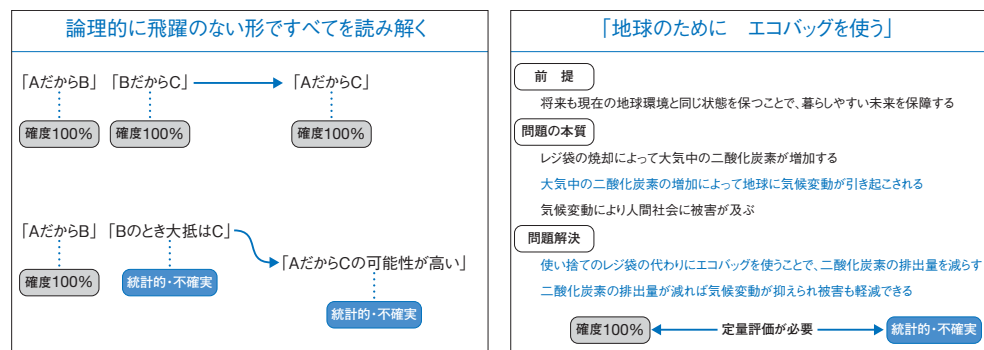 論理的に飛躍のない形ですべてを読み解く
「AだからB」 「BだからC」 「AだからC」
確度100% 確度100% 確度100%
「AだからB」 「Bのとき大抵はC」
「AだからCの可能性が高い」
確度100% 統計的・不確実
統計的・不確実
「地球のために エコバッグを使う」
前 提
将来も現在の地球環境と同じ状態を保つことで、暮らしやすい未来を保障する
問題の本質
レジ袋の焼却によって大気中の二酸化炭素が増加する
大気中の二酸化炭素の増加によって地球に気候変動が引き起こされる
気候変動により人間社会に被害が及ぶ
問題解決
使い捨てのレジ袋の代わりにエコバッグを使うことで、二酸化炭素の排出量を減らす
二酸化炭素の排出量が減れば気候変動が抑えられ被害も軽減できる
確度100% 定量評価が必要 統計的・不確実